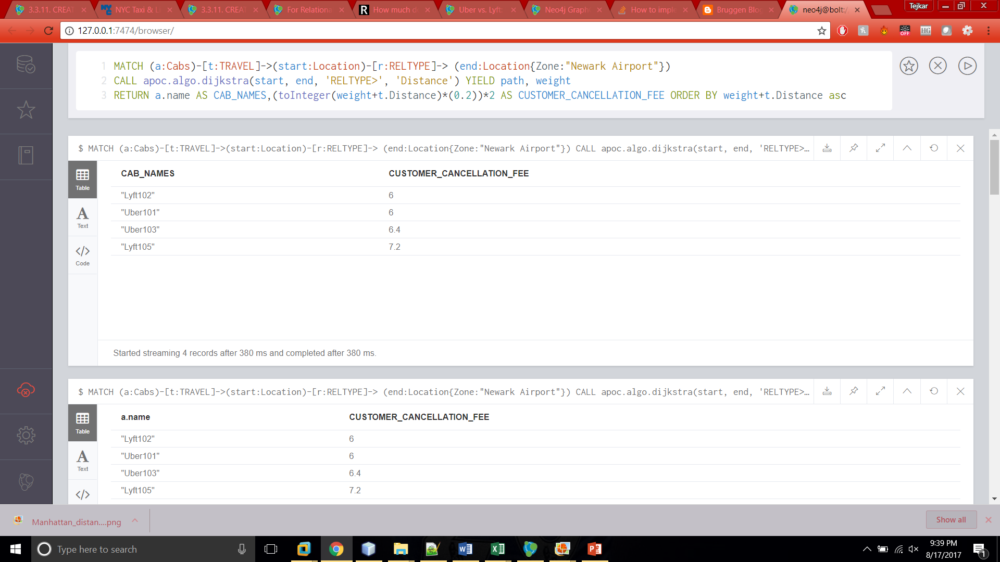 3.3.11. CREAT
NYC Taxi & L
3.3.11. CREAT
For Relationa
How much d
Uber vs. Lyft
Neo4j Graph
How to imple
Bruggen Blog
neo4j@bolt:/
Tejkar
127.0.0.1:7474/browser/
OFF
HG
1 MATCH (a:Cabs)-[t:TRAVEL]->(start:Location)-[r:RELTYPE]-> (end:Location{Zone:"Newark Airport"})
2 CALL apoc.algo.dijkstra(start, end, 'RELTYPE>', 'Distance') YIELD path, weight
3 RETURN a.name AS CAB_NAMES,(toInteger(weight+t.Distance)*(0.2))*2 AS CUSTOMER_CANCELLATION_FEE ORDER BY weight+t.Distance asc
$ MATCH (a:Cabs)-[t:TRAVEL]->(start:Location)-[r:RELTYPE]-> (end:Location{Zone:"Newark Airport"}) CALL apoc.algo.dijkstra(start, end, 'RELTYPE>…
Table
A
Text
</>
Code
CAB_NAMES CUSTOMER_CANCELLATION_FEE
"Lyft102" 6
"Uber101" 6
"Uber103" 6.4
"Lyft105" 7.2
Started streaming 4 records after 380 ms and completed after 380 ms.
$ MATCH (a:Cabs)-[t:TRAVEL]->(start:Location)-[r:RELTYPE]-> (end:Location{Zone:"Newark Airport"}) CALL apoc.algo.dijkstra(start, end, 'RELTYPE>…
Table
A
Text
</>
a.name CUSTOMER_CANCELLATION_FEE
"Lyft102" 6
"Uber101" 6
"Uber103" 6.4
"Lyft105" 7.2
Manhattan_distan....png
Show all
Type here to search
9:39 PM
8/17/2017
1